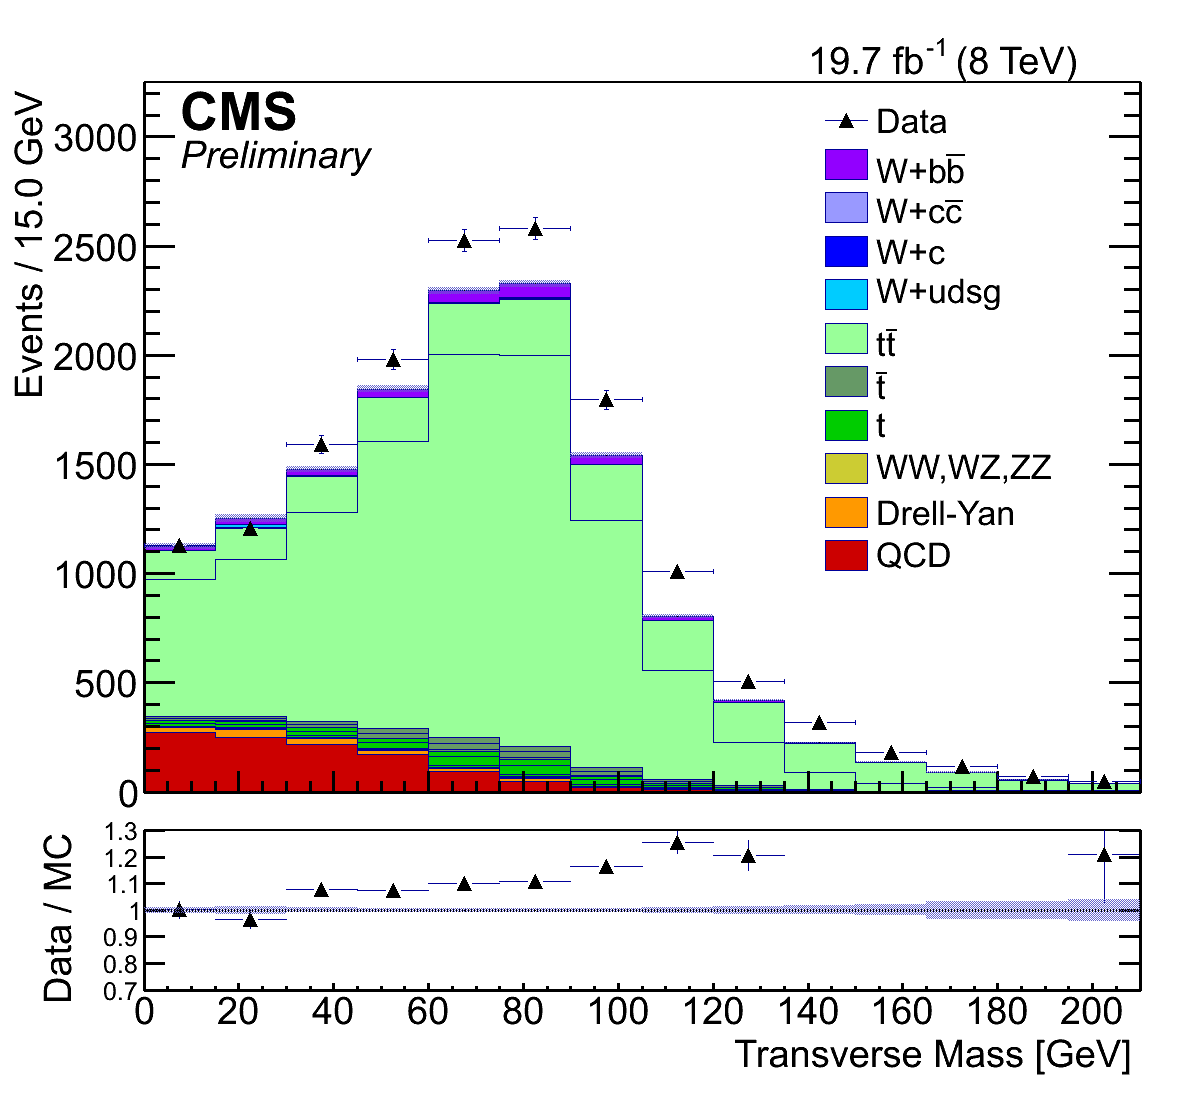 19.7 fb⁻¹ (8 TeV)
CMS
Preliminary
Events / 15.0 GeV
3000
2500
2000
1500
1000
500
0
Data
W+bb̅
W+cc̅
W+c
W+udsg
tt̅
t̅
t
WW,WZ,ZZ
Drell-Yan
QCD
Data / MC
1.3
1.2
1.1
1
0.9
0.8
0.7
0 20 40 60 80 100 120 140 160 180 200
Transverse Mass [GeV]